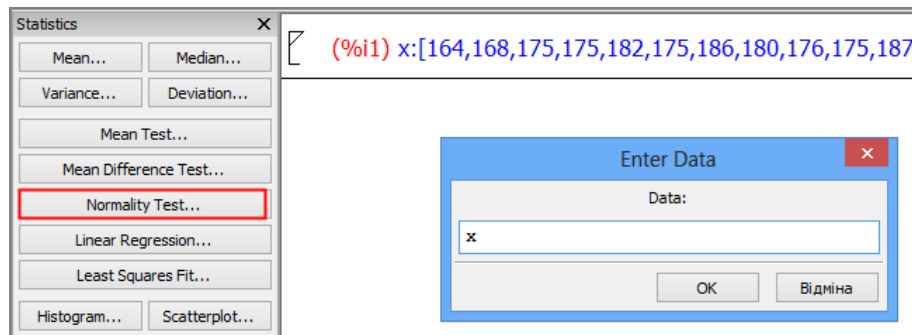 Statistics
Mean... Median...
Variance... Deviation...
Mean Test...
Mean Difference Test...
Normality Test...
Linear Regression...
Least Squares Fit...
Histogram... Scatterplot...
(%i1) x:[164,168,175,175,182,175,186,180,176,175,187
Enter Data
Data:
x
OK Відміна